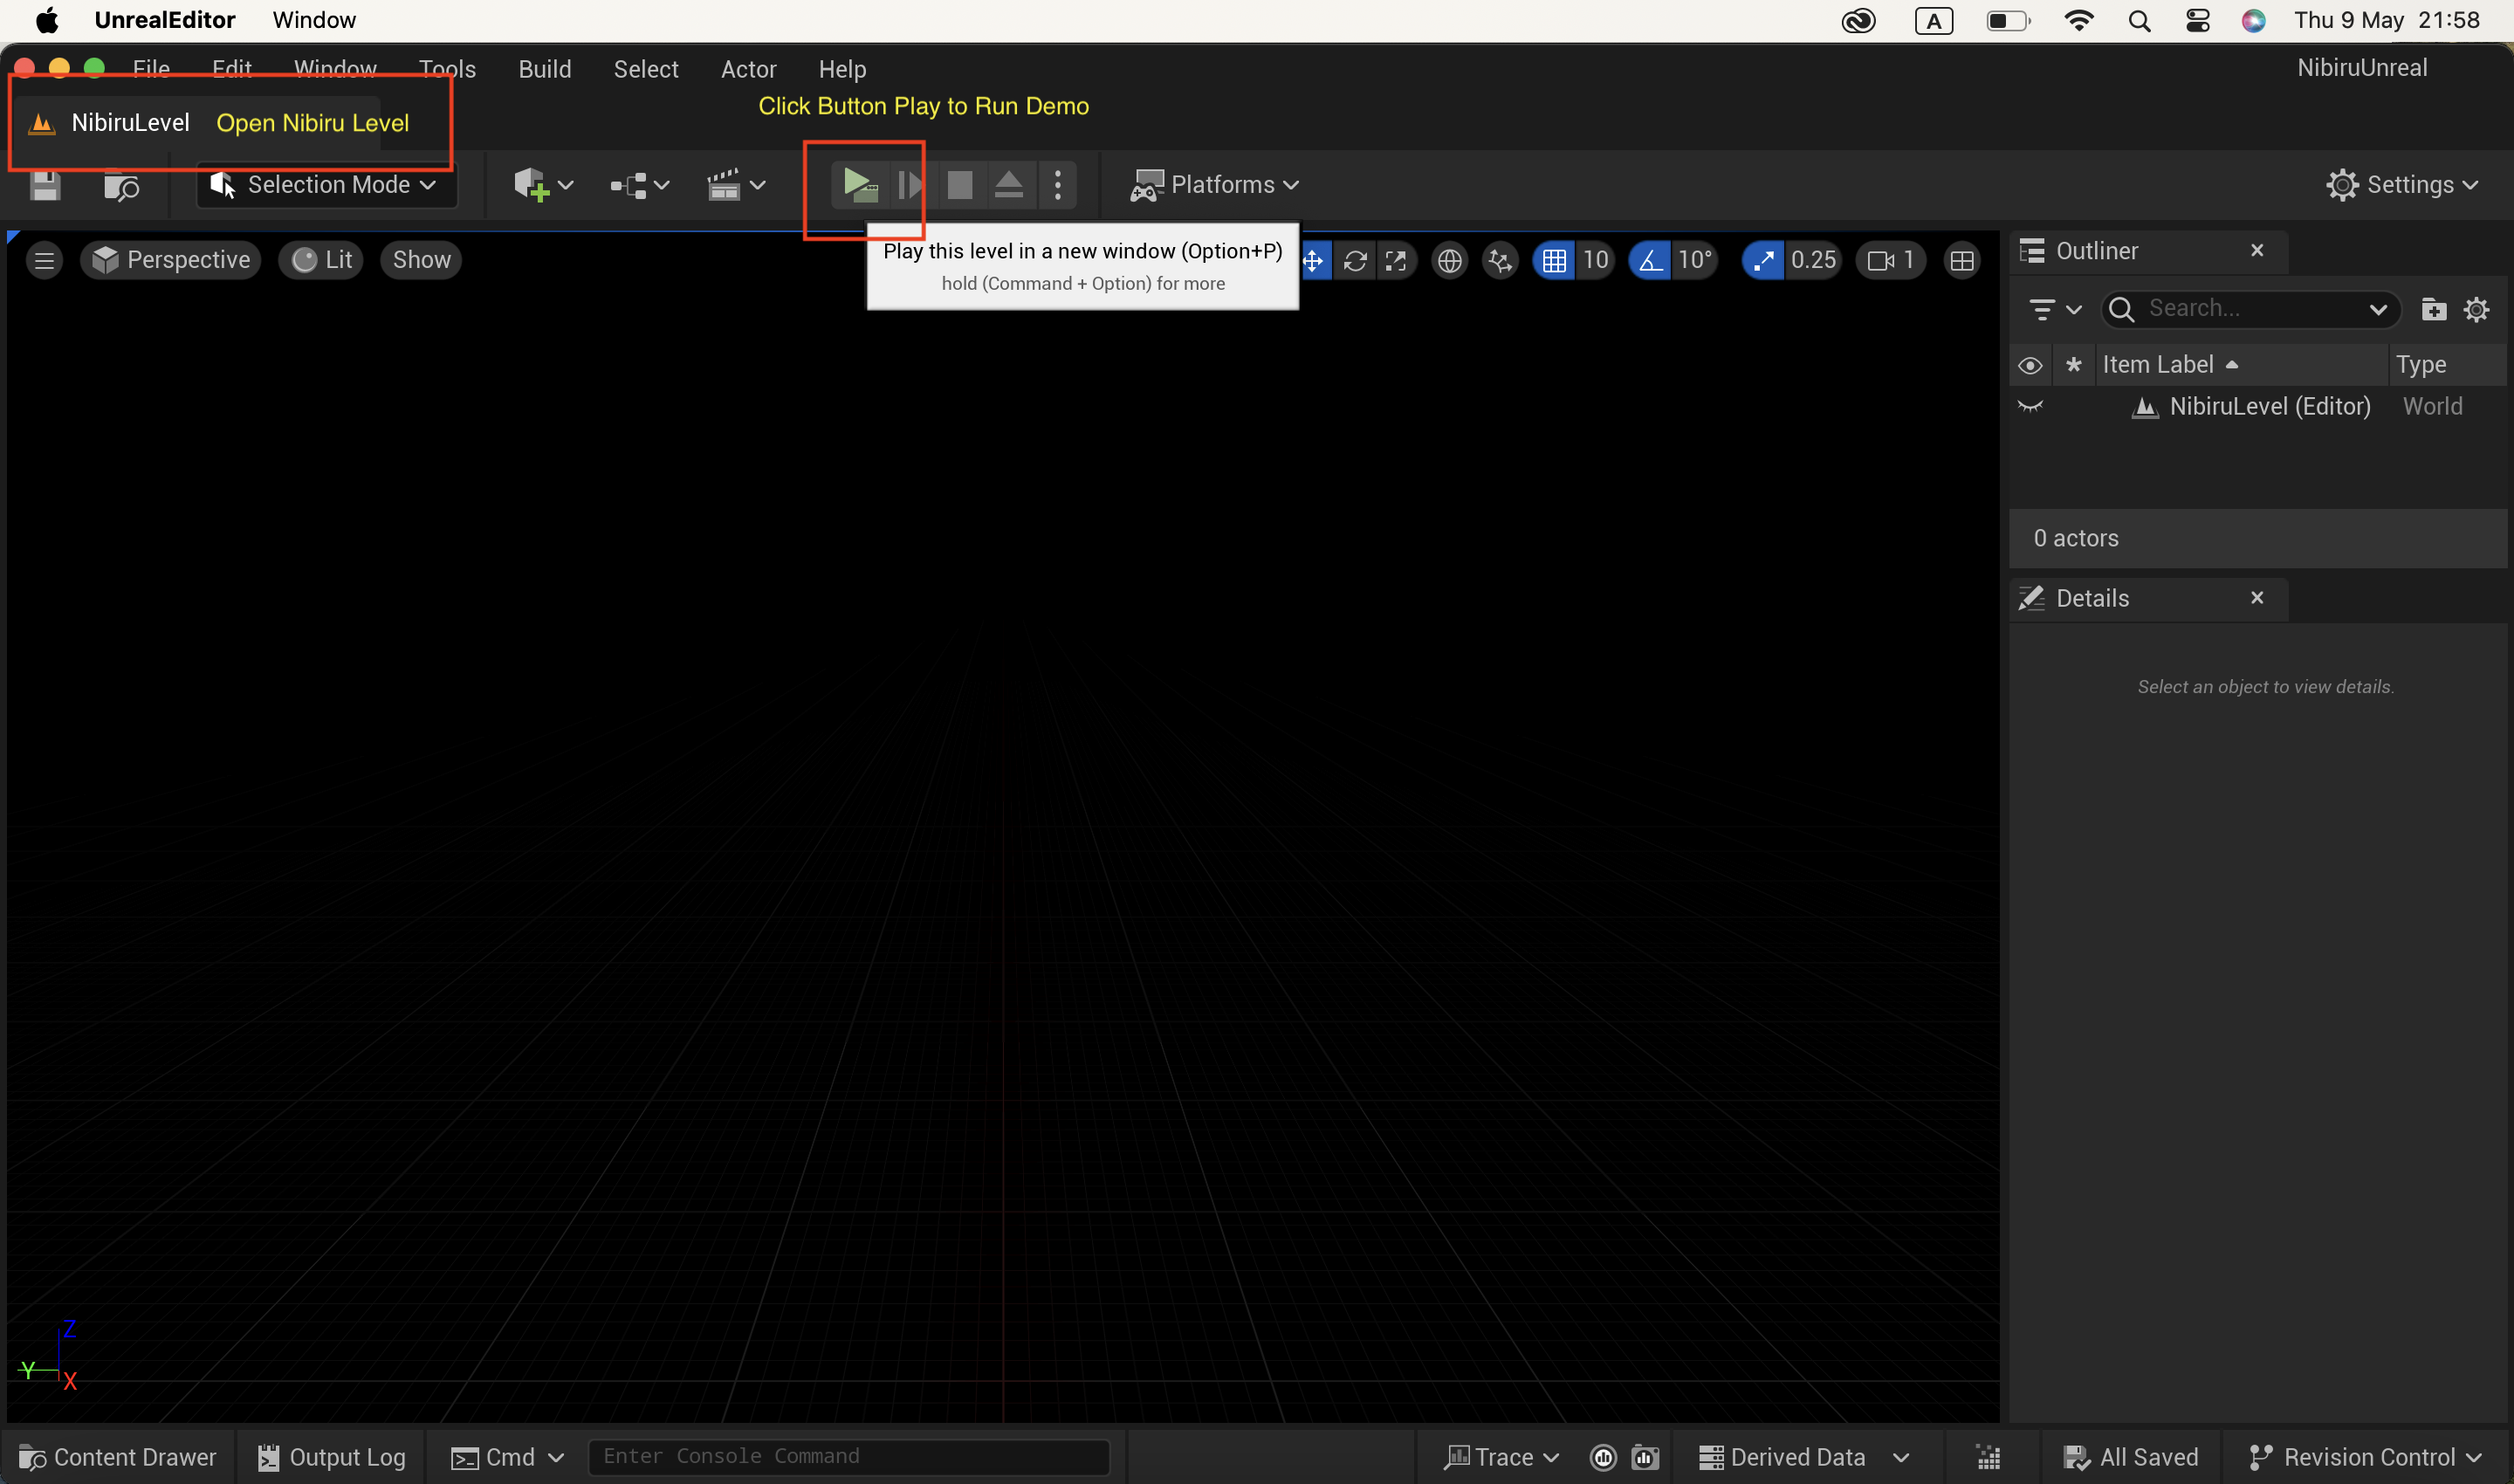 UnrealEditor Window A Thu 9 May 21:58
File Edit Window Tools Build Select Actor Help NibiruUnreal
Click Button Play to Run Demo
NibiruLevel Open Nibiru Level
Selection Mode Platforms Settings
Perspective Lit Show 10 10° 0.25 1
Play this level in a new window (Option+P)
hold (Command + Option) for more
Outliner
Search...
Item Label Type
NibiruLevel (Editor) World
0 actors
Details
Select an object to view details.
Z
Y
X
Content Drawer Output Log Cmd Enter Console Command Trace Derived Data All Saved Revision Control